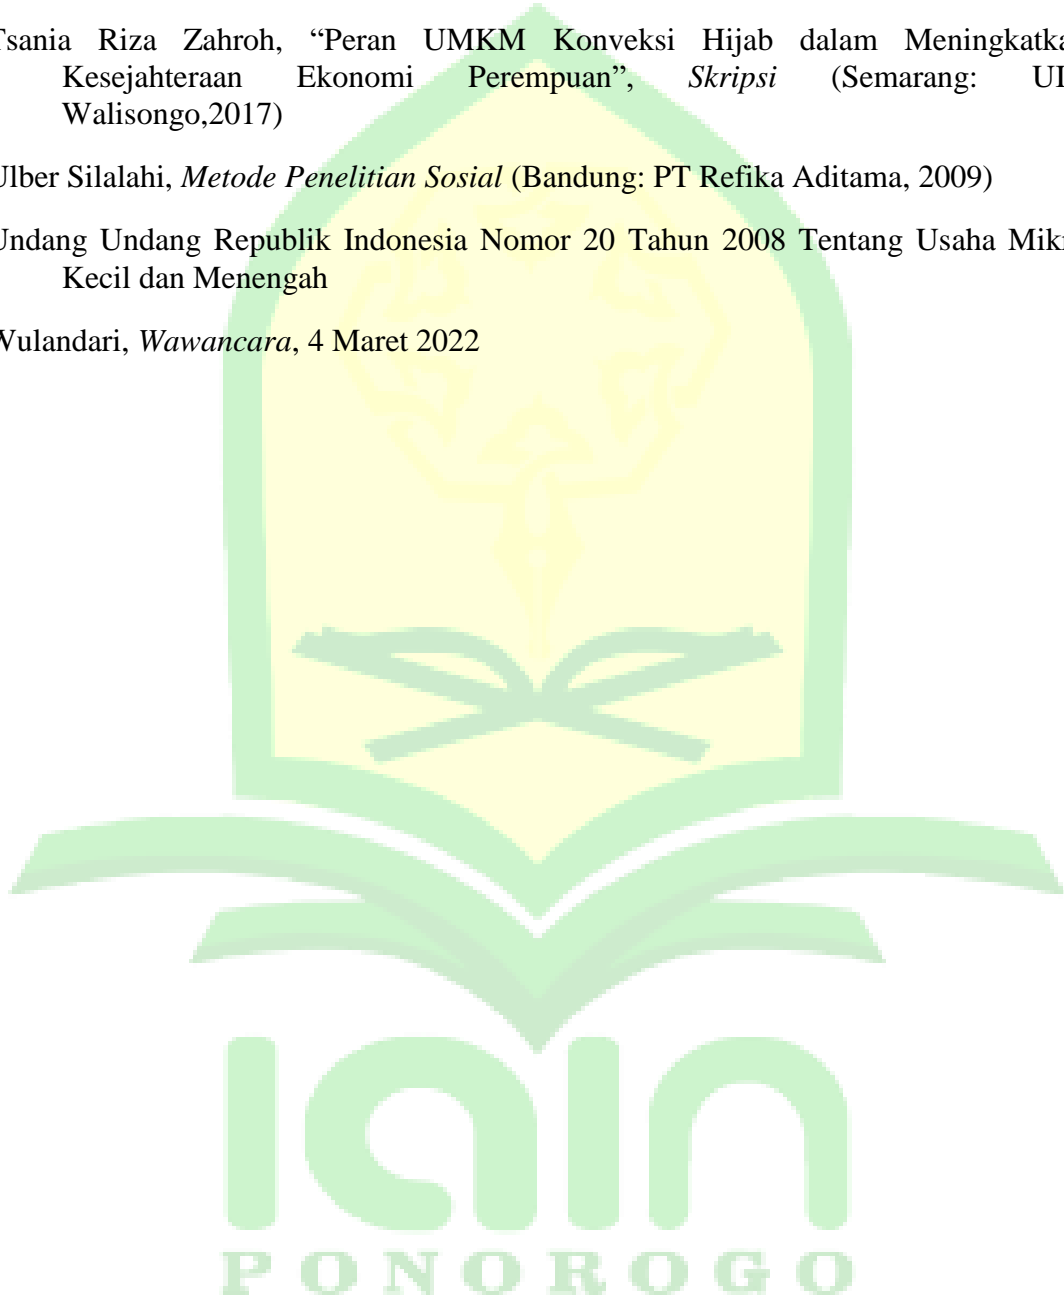 Tsania Riza Zahroh, “Peran UMKM Konveksi Hijab dalam Meningkatka
Kesejahteraan Ekonomi Perempuan”, Skripsi (Semarang: UI
Walisongo,2017)
Ulber Silalahi, Metode Penelitian Sosial (Bandung: PT Refika Aditama, 2009)
Undang Undang Republik Indonesia Nomor 20 Tahun 2008 Tentang Usaha Mik
Kecil dan Menengah
Wulandari, Wawancara, 4 Maret 2022
IAIN
PONOROGO